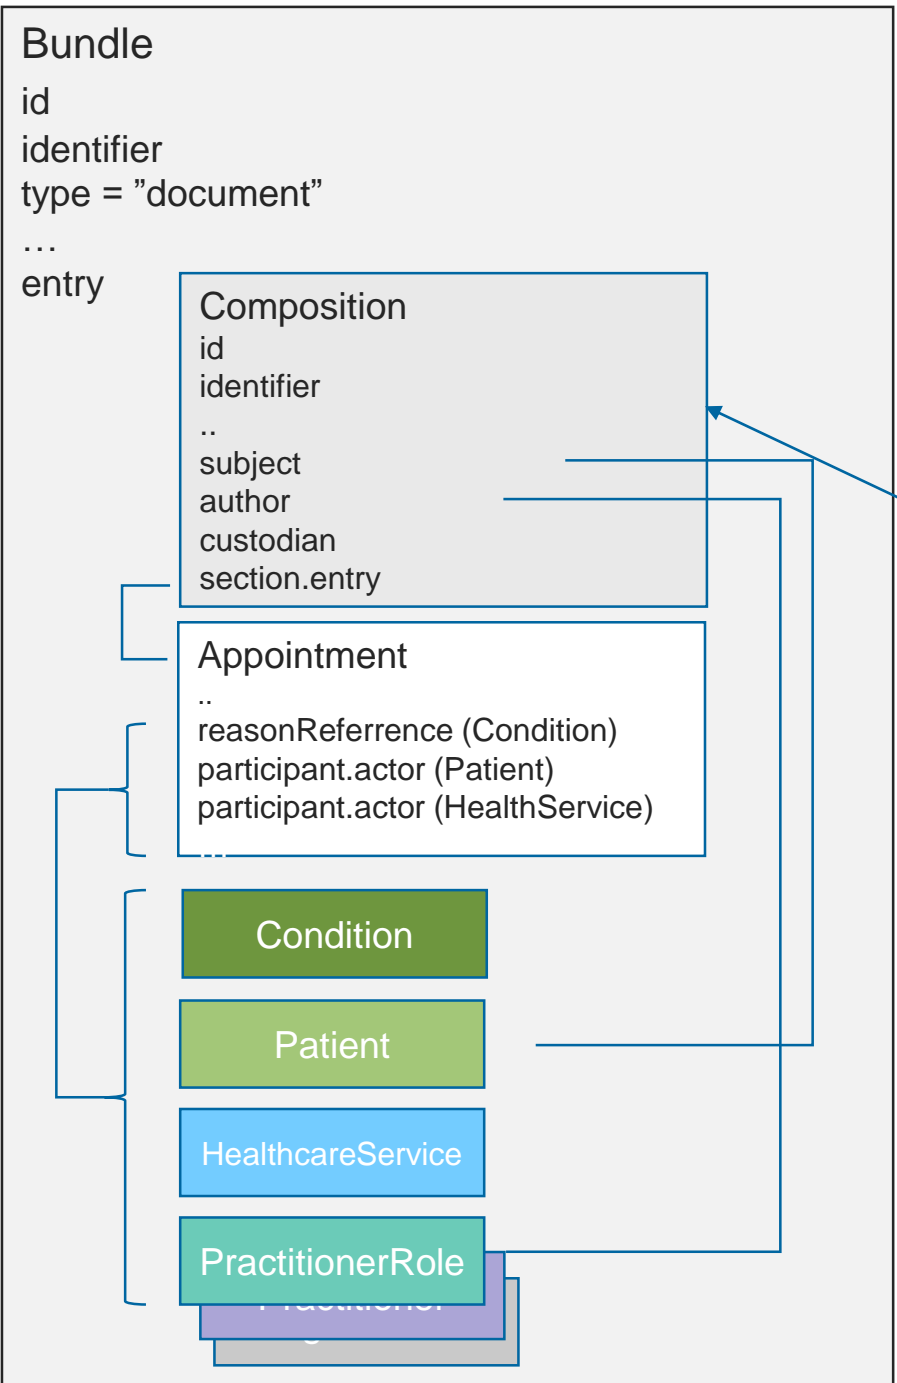 Bundle
id
identifier
type = ”document”
…
entry
Composition
id
identifier
..
subject
author
custodian
section.entry
Appointment
..
reasonReferrence (Condition)
participant.actor (Patient)
participant.actor (HealthService)
...
Condition
Patient
HealthcareService
PractitionerRole
Practitioner